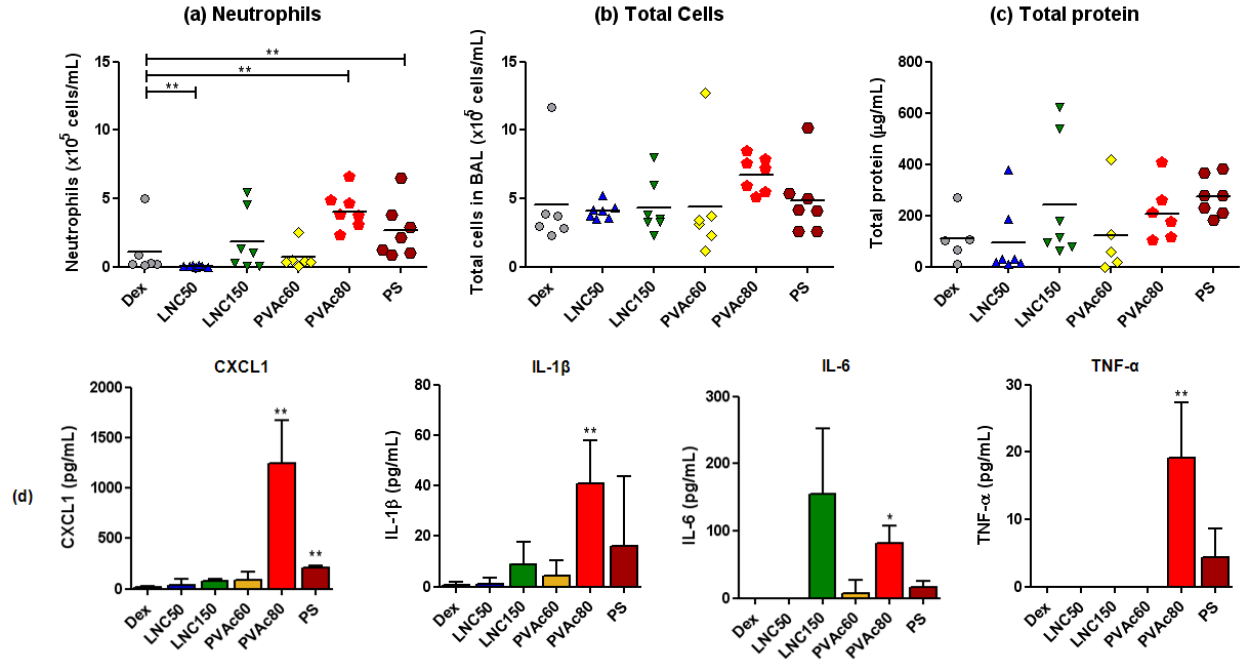 (a) Neutrophils
Neutrophils (x10⁵ cells/mL)
15
10
5
0
**
**
**
Dex
LNC50
LNC150
PVAc60
PVAc80
PS
(b) Total Cells
Total cells in BAL (x10⁵ cells/mL)
15
10
5
0
Dex
LNC50
LNC150
PVAc60
PVAc80
PS
(c) Total protein
Total protein (µg/mL)
800
600
400
200
0
Dex
LNC50
LNC150
PVAc60
PVAc80
PS
(d)
CXCL1
CXCL1 (pg/mL)
2000
1500
1000
500
0
**
**
Dex
LNC50
LNC150
PVAc60
PVAc80
PS
IL-1β
IL-1β (pg/mL)
80
60
40
20
0
**
Dex
LNC50
LNC150
PVAc60
PVAc80
PS
IL-6
IL-6 (pg/mL)
300
200
100
0
*
Dex
LNC50
LNC150
PVAc60
PVAc80
PS
TNF-α
TNF-α (pg/mL)
30
20
10
0
**
Dex
LNC50
LNC150
PVAc60
PVAc80
PS